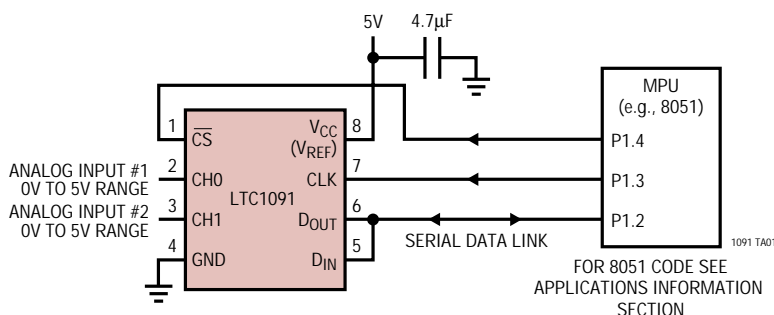 5V
4.7µF
MPU
(e.g., 8051)
P1.4
P1.3
P1.2
1
2
3
4
CS
CH0
CH1
GND
LTC1091
VCC
(VREF)
CLK
DOUT
DIN
8
7
6
5
ANALOG INPUT #1
0V TO 5V RANGE
ANALOG INPUT #2
0V TO 5V RANGE
SERIAL DATA LINK
1091 TA01
FOR 8051 CODE SEE
APPLICATIONS INFORMATION
SECTION